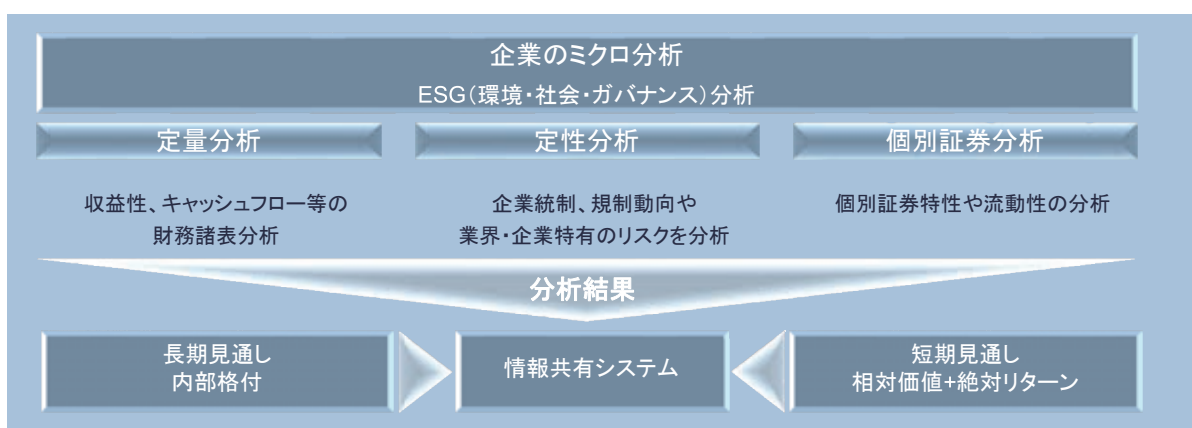 企業のミクロ分析
ESG(環境・社会・ガバナンス)分析
定量分析
定性分析
個別証券分析
収益性、キャッシュフロー等の
財務諸表分析
企業統制、規制動向や
業界・企業特有のリスクを分析
個別証券特性や流動性の分析
分析結果
長期見通し
内部格付
情報共有システム
短期見通し
相対価値+絶対リターン